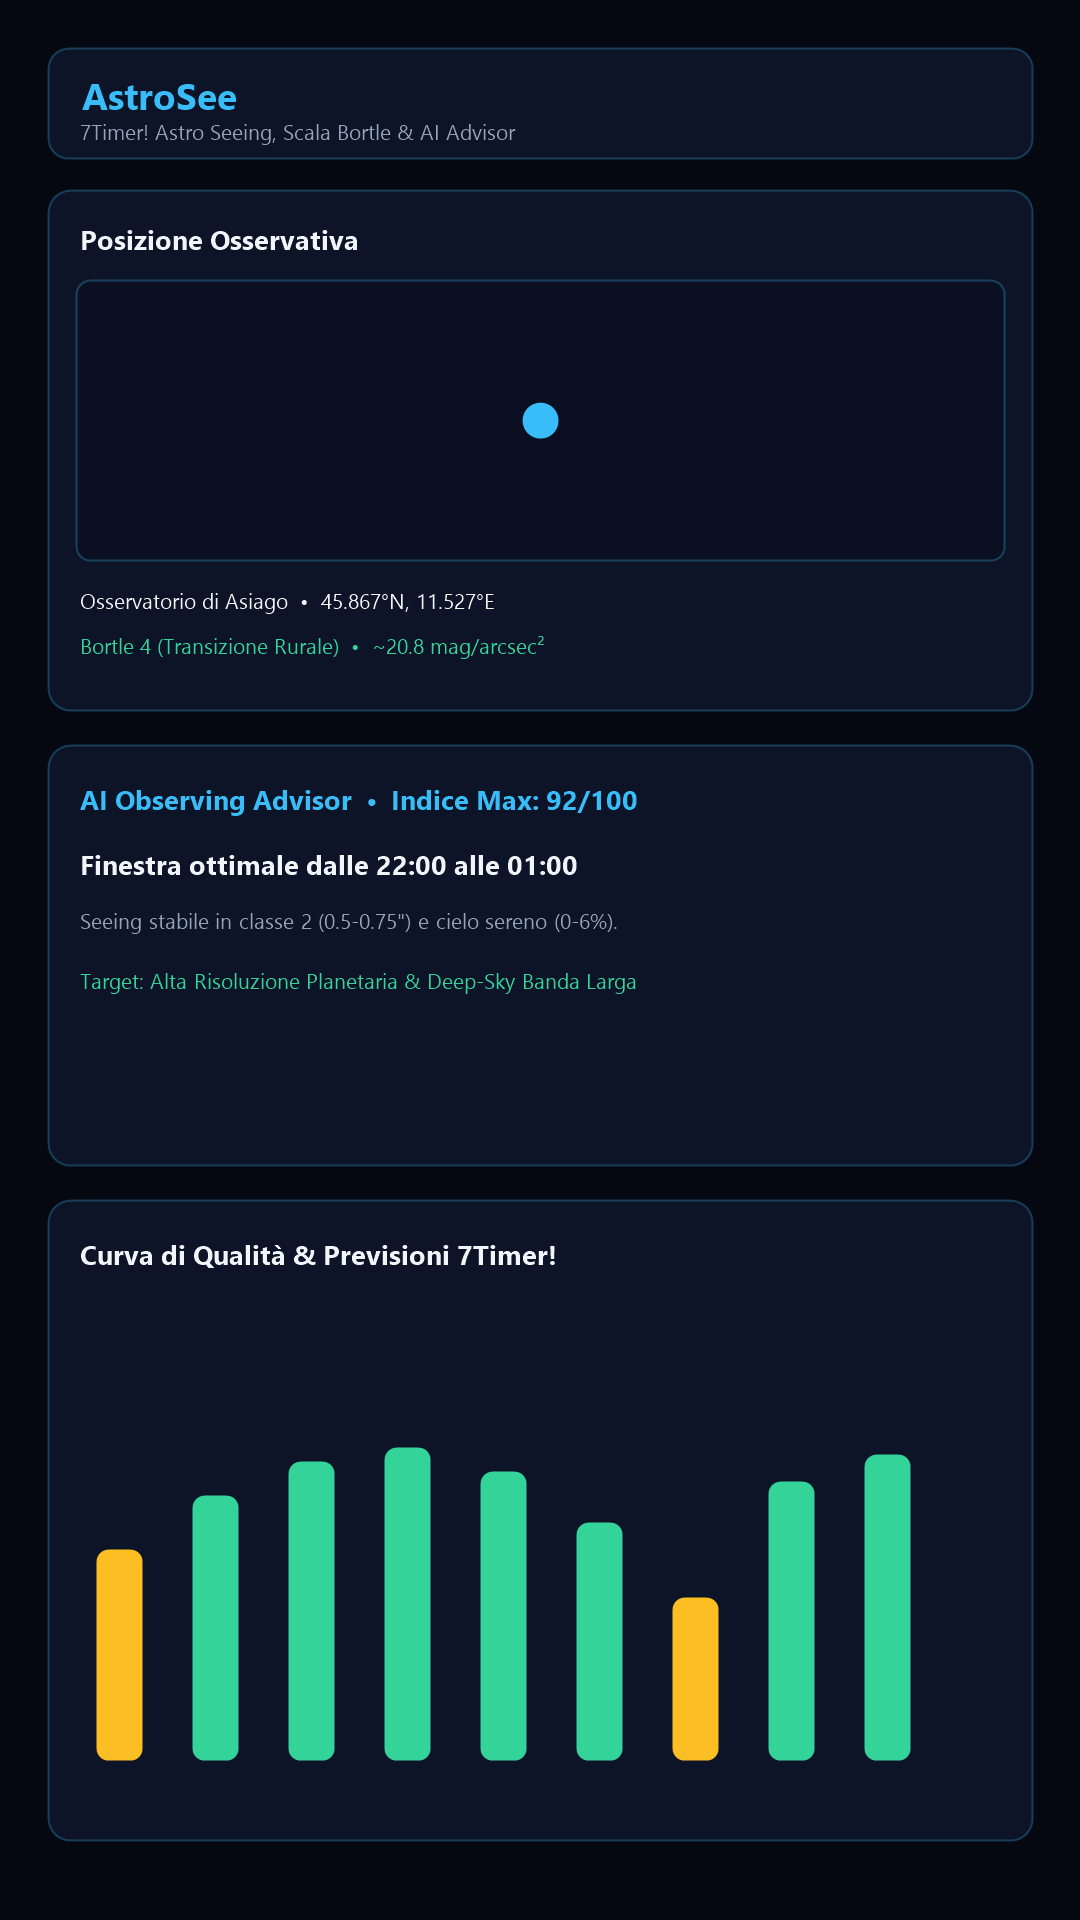 AstroSee
7Timer! Astro Seeing, Scala Bortle & AI Advisor
Posizione Osservativa
Osservatorio di Asiago • 45.867°N, 11.527°E
Bortle 4 (Transizione Rurale) • ~20.8 mag/arcsec²
AI Observing Advisor • Indice Max: 92/100
Finestra ottimale dalle 22:00 alle 01:00
Seeing stabile in classe 2 (0.5-0.75") e cielo sereno (0-6%).
Target: Alta Risoluzione Planetaria & Deep-Sky Banda Larga
Curva di Qualità & Previsioni 7Timer!